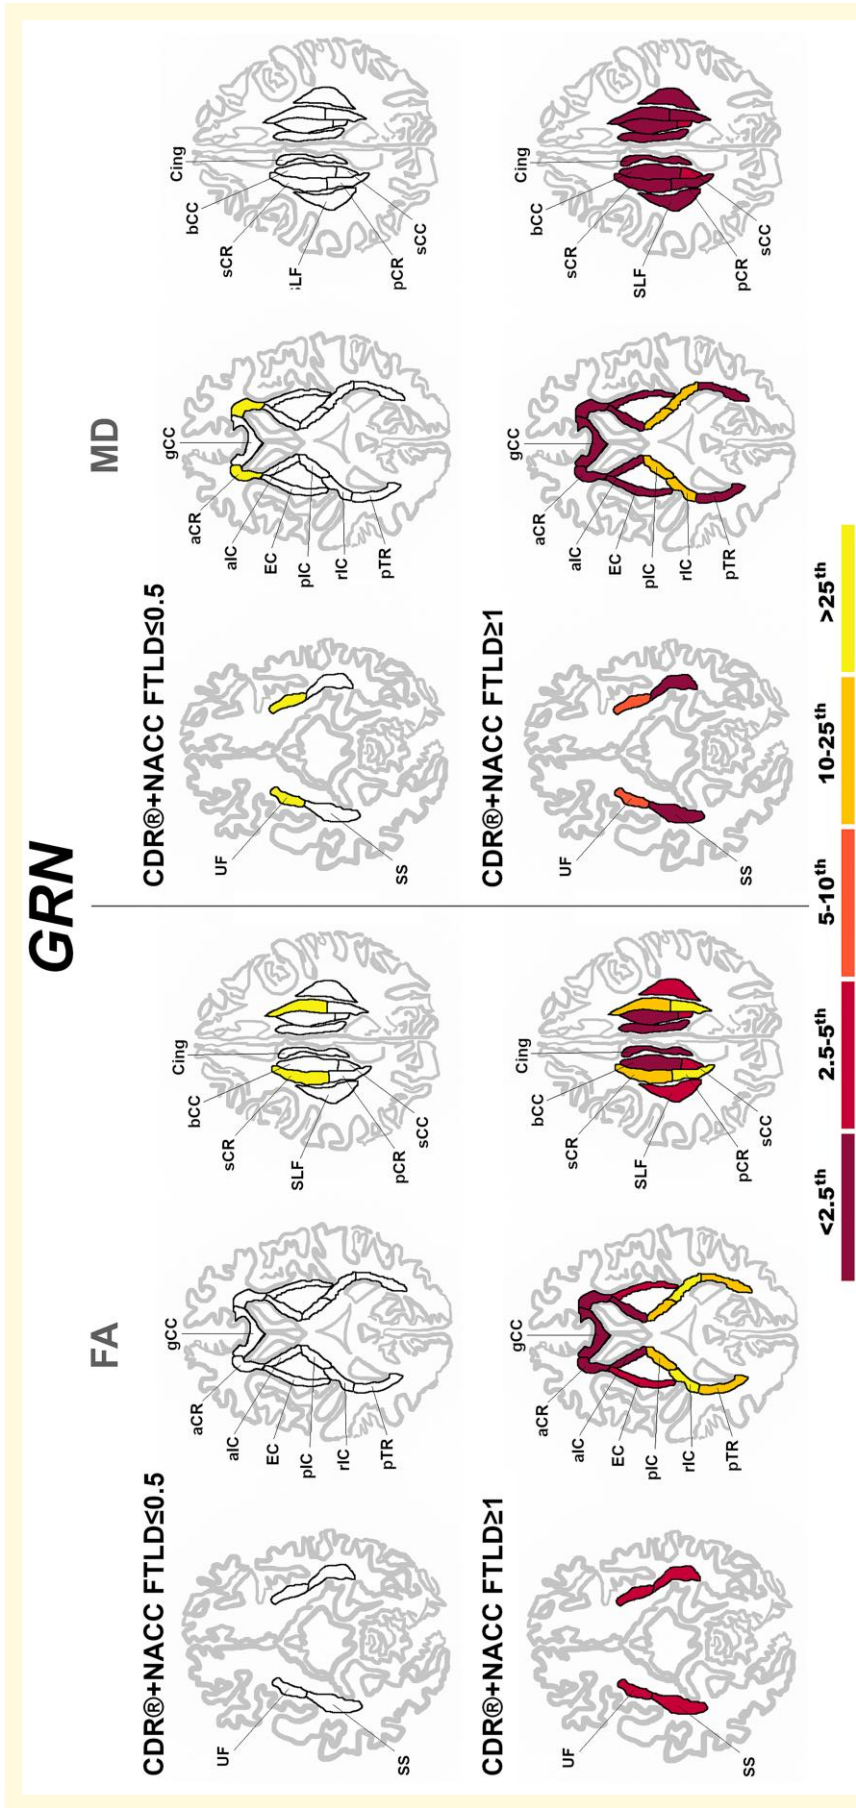 GRN
FA
MD
CDR®+NACC FTLD≤0.5
UF
SS
gCC
aCR
aIC
EC
pIC
rIC
pTR
Cing
bCC
sCR
SLF
pCR
sCC
CDR®+NACC FTLD≤0.5
UF
SS
gCC
aCR
aIC
EC
pIC
rIC
pTR
Cing
bCC
sCR
:LF
pCR
sCC
CDR®+NACC FTLD≥1
UF
SS
gCC
aCR
aIC
EC
pIC
rIC
pTR
Cing
bCC
sCR
SLF
pCR
sCC
CDR®+NACC FTLD≥1
UF
SS
gCC
aCR
aIC
EC
pIC
rIC
pTR
Cing
bCC
sCR
SLF
pCR
sCC
<2.5th
2.5-5th
5-10th
10-25th
>25th